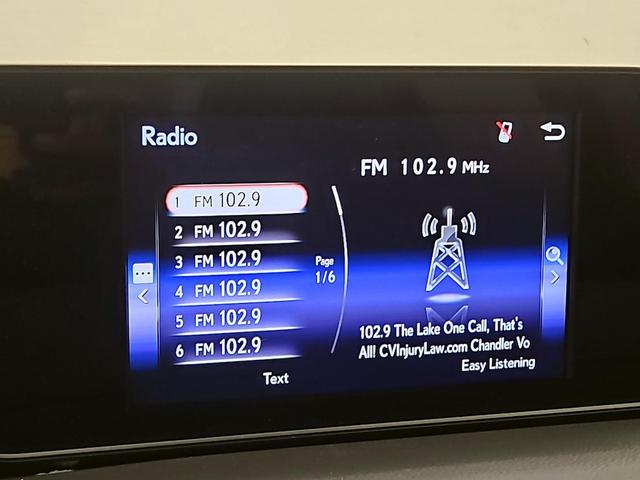 Radio
FM 102.9 MHz
1 FM 102.9
2 FM 102.9
3 FM 102.9
4 FM 102.9
5 FM 102.9
6 FM 102.9
Page
1/6
102.9 The Lake One Call, That's
All! CVInjuryLaw.com Chandler Vo
Easy Listening
Text